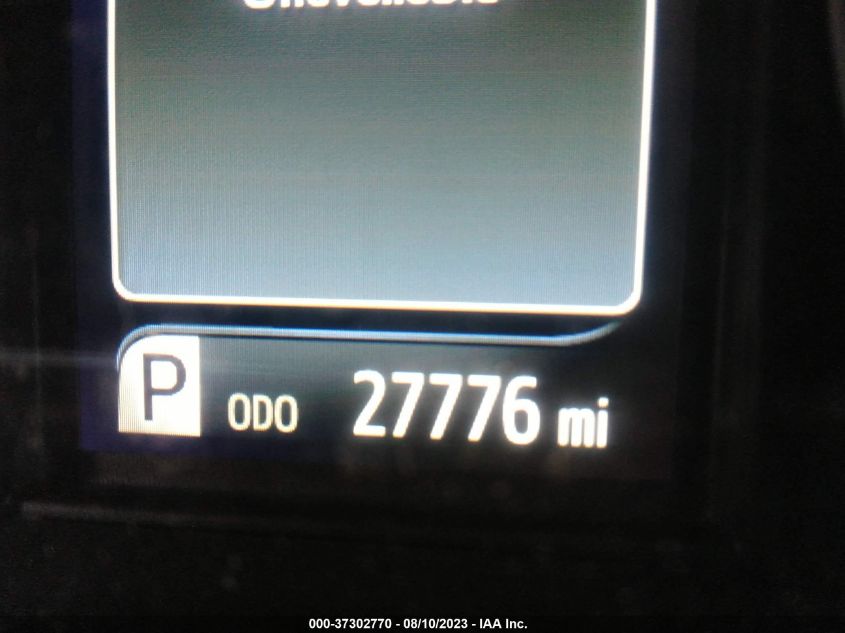 P
ODO 27776 mi
000-37302770 - 08/10/2023 - IAA Inc.